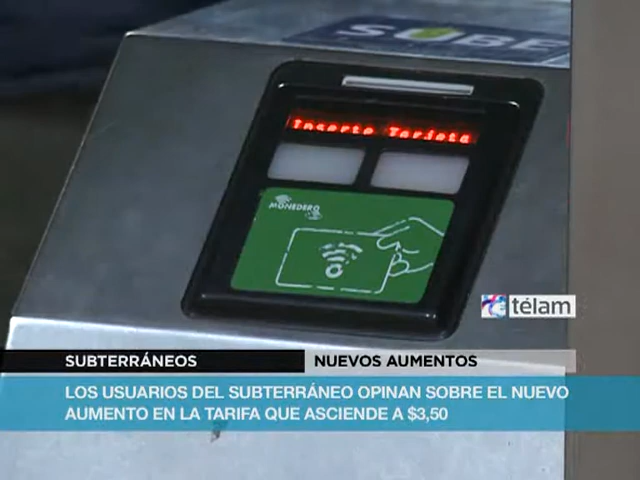 SUBE
Inserte Tarjeta
MONEDERO
télam
SUBTERRÁNEOS
NUEVOS AUMENTOS
LOS USUARIOS DEL SUBTERRÁNEO OPINAN SOBRE EL NUEVO
AUMENTO EN LA TARIFA QUE ASCIENDE A $3,50